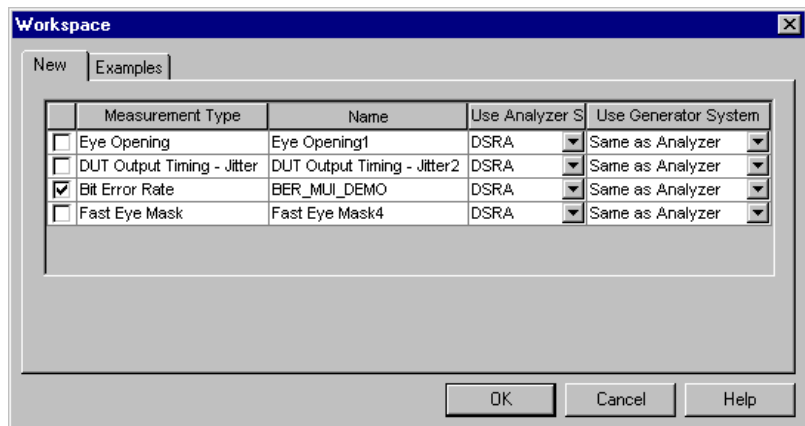 Workspace
New Examples
Measurement Type Name Use Analyzer S Use Generator System
Eye Opening Eye Opening1 DSRA Same as Analyzer
DUT Output Timing - Jitter DUT Output Timing - Jitter2 DSRA Same as Analyzer
Bit Error Rate BER_MUI_DEMO DSRA Same as Analyzer
Fast Eye Mask Fast Eye Mask4 DSRA Same as Analyzer
OK Cancel Help